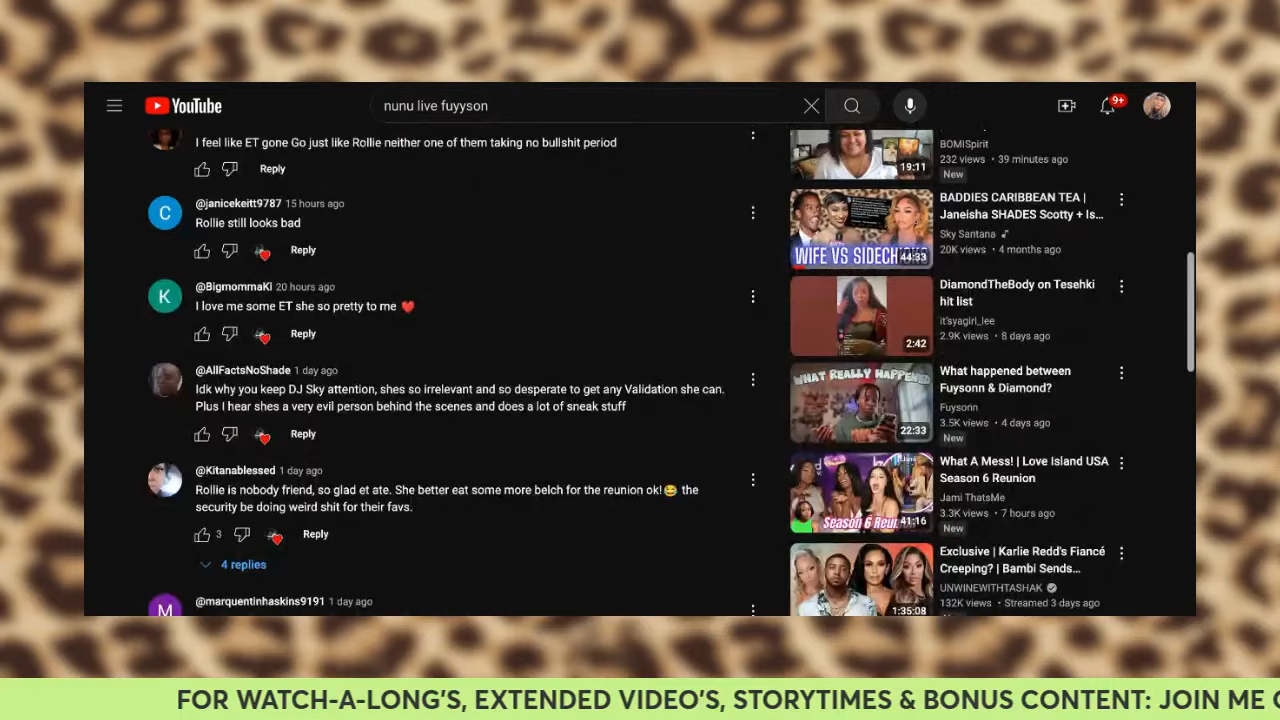 YouTube
nunu live fuyyson
9+
I feel like ET gone Go just like Rollie neither one of them taking no bullshit period
Reply
@janicekeitt9787 15 hours ago
Rollie still looks bad
Reply
@BigmommaKi 20 hours ago
I love me some ET she so pretty to me ❤️
Reply
@AllFactsNoShade 1 day ago
Idk why you keep DJ Sky attention, shes so irrelevant and so desperate to get any Validation she can.
Plus I hear shes a very evil person behind the scenes and does a lot of sneak stuff
Reply
@Kitanablessed 1 day ago
Rollie is nobody friend, so glad et ate. She better eat some more belch for the reunion ok!😂 the
security be doing weird shit for their favs.
3
Reply
4 replies
@marquentinhaskins9191 1 day ago
C
K
M
19:11
BOMISpirit
232 views • 39 minutes ago
New
WIFE VS SIDECH
44:33
BADDIES CARIBBEAN TEA |
Janeisha SHADES Scotty + Is...
Sky Santana
20K views • 4 months ago
2:42
DiamondTheBody on Tesehki
hit list
it'syagirl_lee
2.9K views • 8 days ago
WHAT REALLY HAPPENED
22:33
What happened between
Fuysonn & Diamond?
Fuysonn
3.5K views • 4 days ago
New
Season 6 Reu
41:16
What A Mess! | Love Island USA
Season 6 Reunion
Jami ThatsMe
3.3K views • 7 hours ago
New
1:35:08
Exclusive | Karlie Redd's Fiancé
Creeping? | Bambi Sends...
UNWINEWITHTASHAK
132K views • Streamed 3 days ago
FOR WATCH-A-LONG'S, EXTENDED VIDEO'S, STORYTIMES & BONUS CONTENT: JOIN ME